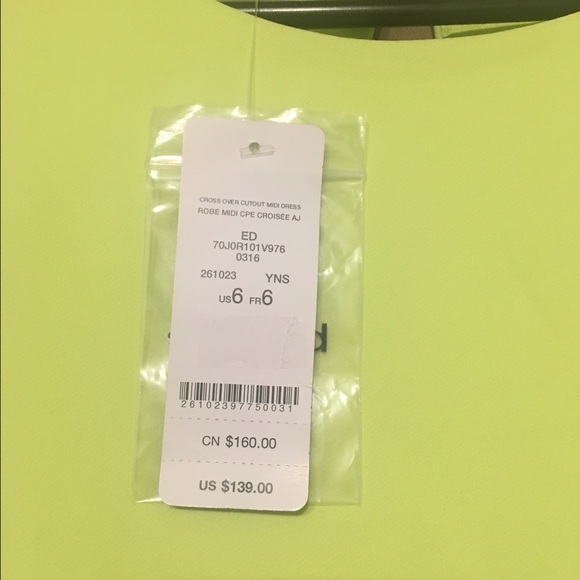 CROSS OVER CUTOUT MIDI DRESS
ROBE MIDI CPE CROISÉE AJ
ED
70J0R101V976
0316
261023 YNS
US6 FR6
26102397750031
CN $160.00
US $139.00